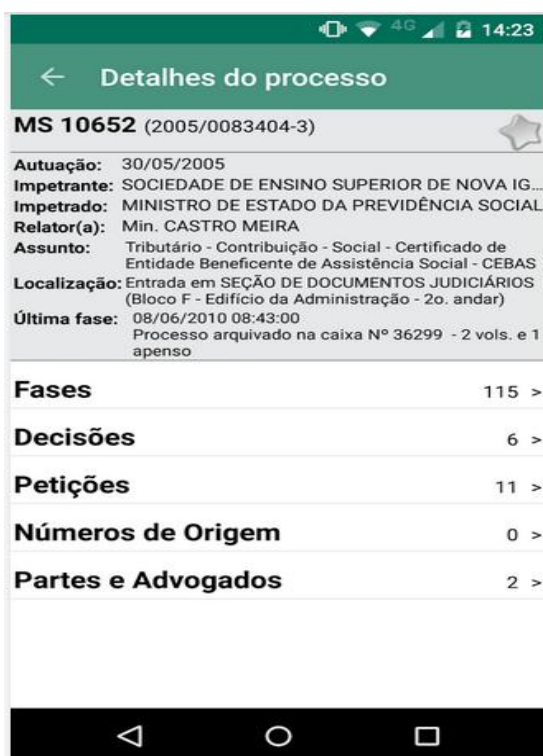 4G 14:23
Detalhes do processo
MS 10652 (2005/0083404-3)
Autuação: 30/05/2005
Impetrante: SOCIEDADE DE ENSINO SUPERIOR DE NOVA IG...
Impetrado: MINISTRO DE ESTADO DA PREVIDÊNCIA SOCIAL
Relator(a): Min. CASTRO MEIRA
Assunto: Tributário - Contribuição - Social - Certificado de
Entidade Beneficente de Assistência Social - CEBAS
Localização: Entrada em SEÇÃO DE DOCUMENTOS JUDICIÁRIOS
(Bloco F - Edifício da Administração - 2o. andar)
Última fase: 08/06/2010 08:43:00
Processo arquivado na caixa Nº 36299 - 2 vols. e 1
apenso
Fases 115 >
Decisões 6 >
Petições 11 >
Números de Origem 0 >
Partes e Advogados 2 >